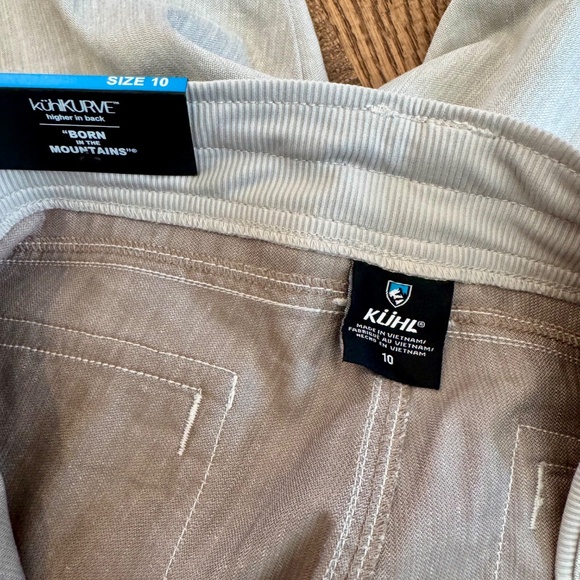 SIZE 10
KÜHLKURVE™
higher in back
"BORN
IN THE
MOUNTAINS"®
KÜHL®
MADE IN VIETNAM/
FABRIQUÉ AU VIETNAM/
HECHO EN VIETNAM
10